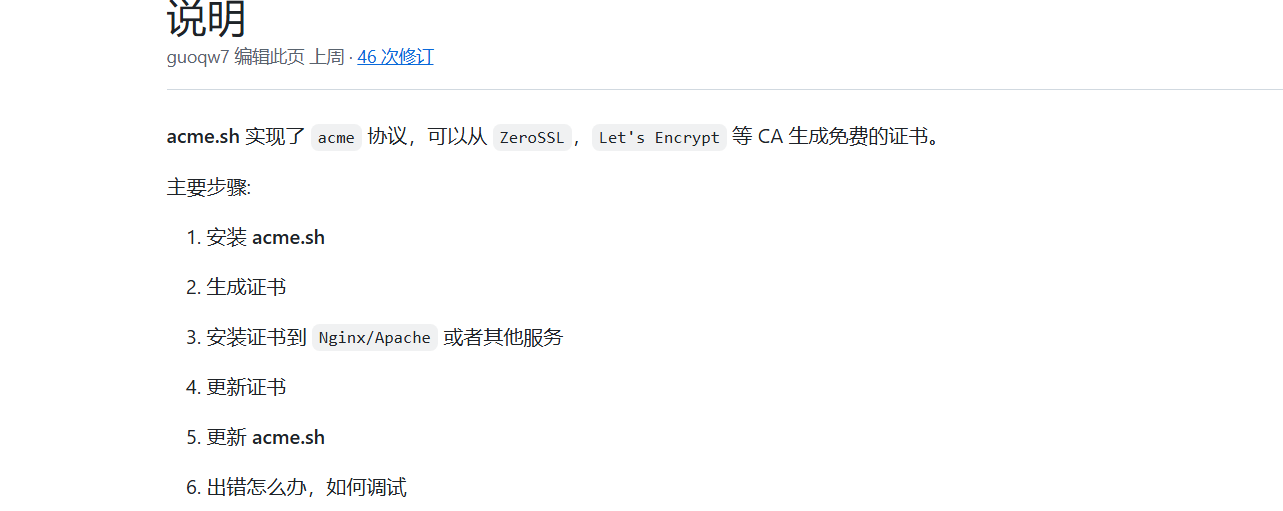 说明
guoqw7 编辑此页 上周 · 46 次修订
acme.sh 实现了 acme 协议，可以从 ZeroSSL，Let's Encrypt 等 CA 生成免费的证书。
主要步骤:
1. 安装 acme.sh
2. 生成证书
3. 安装证书到 Nginx/Apache 或者其他服务
4. 更新证书
5. 更新 acme.sh
6. 出错怎么办，如何调试